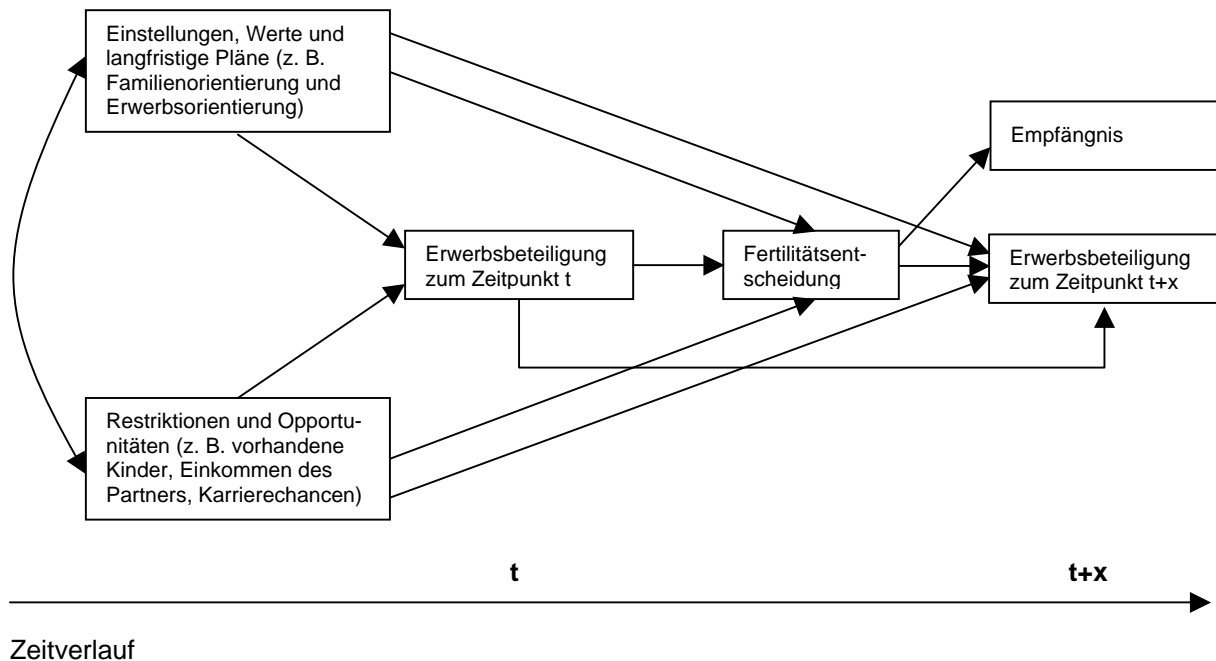 Einstellungen, Werte und
langfristige Pläne (z. B.
Familienorientierung und
Erwerbsorientierung)
Empfängnis
Erwerbsbeteiligung
zum Zeitpunkt t
Fertilitätsent-
scheidung
Erwerbsbeteiligung
zum Zeitpunkt t+x
Restriktionen und Opportu-
nitäten (z. B. vorhandene
Kinder, Einkommen des
Partners, Karrierechancen)
t
t+x
Zeitverlauf